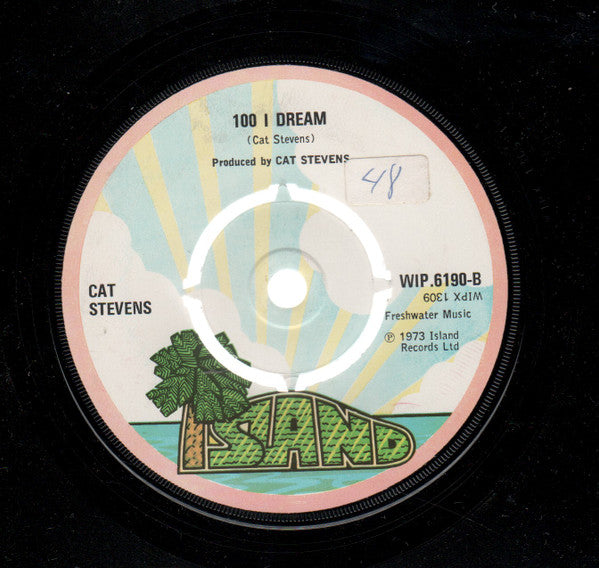 100 I DREAM
(Cat Stevens)
Produced by CAT STEVENS
48
CAT
STEVENS
WIP.6190-B
WIPX 1309
Freshwater Music
℗ 1973 Island
Records Ltd
ISLAND